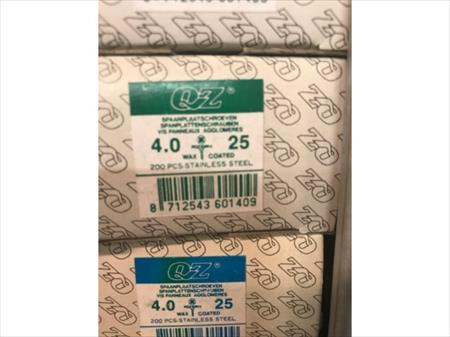 QZ®
SPAANPLAATSCHROEVEN
SPANPLATTENSCHRAUBEN
VIS PANNEAUX AGGLOMERES
4.0 25
WAX COATED
200 PCS-STAINLESS STEEL
8 712543 601409
QZ®
SPAANPLAATSCHROEVEN
SPANPLATTENSCHRAUBEN
VIS PANNEAUX AGGLOMERES
4.0 25
WAX COATED
200 PCS-STAINLESS STEEL